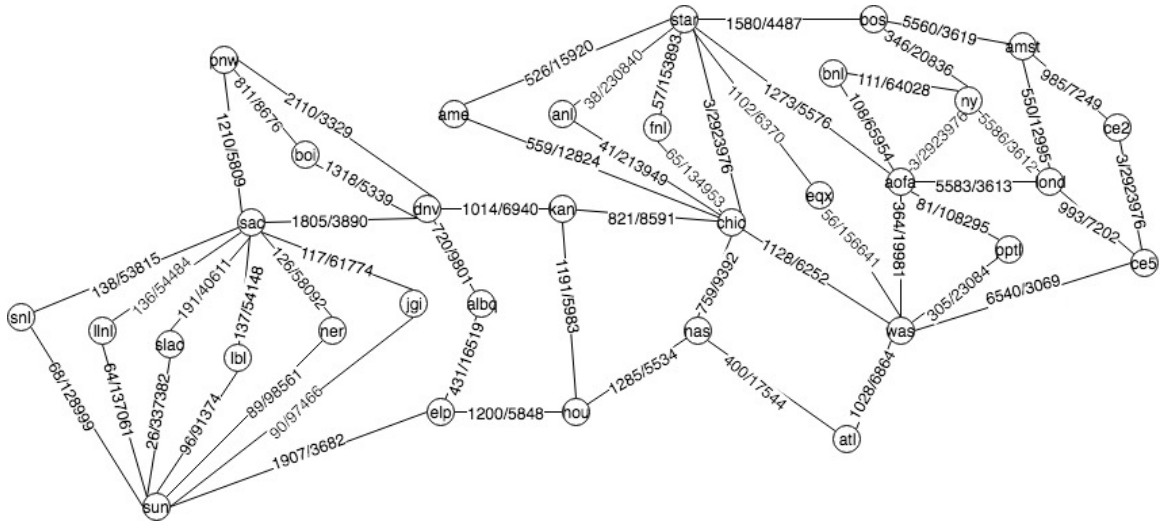 star
1580/4487
bos
5560/3619
amst
pnw
526/15920
38/230840
57/153893
346/20836
985/7249
811/8676
2110/3329
bnl
111/64028
ny
1102/6370
1273/5576
3/2923976
550/12995
108/65954
ame
anl
fnl
ce2
1210/5809
boi
559/12824
41/213949
65/134953
3/2923976
5586/3612
1318/5339
aofa
5583/3613
lond
3/2923976
eqx
sac
1805/3890
dnv
1014/6940
kan
821/8591
chic
56/156641
364/19981
81/108295
993/7202
pptl
138/53815
136/54484
191/40611
137/54148
126/58092
117/61774
720/9801
1191/5983
759/9392
1128/6252
305/23084
6540/3069
ce5
snl
llnl
slac
lbl
ner
jgi
albq
nas
was
68/128999
64/137061
26/337382
96/91374
89/98561
90/97466
431/16519
1285/5534
400/17544
1028/6864
elp
1200/5848
hou
atl
1907/3682
sun